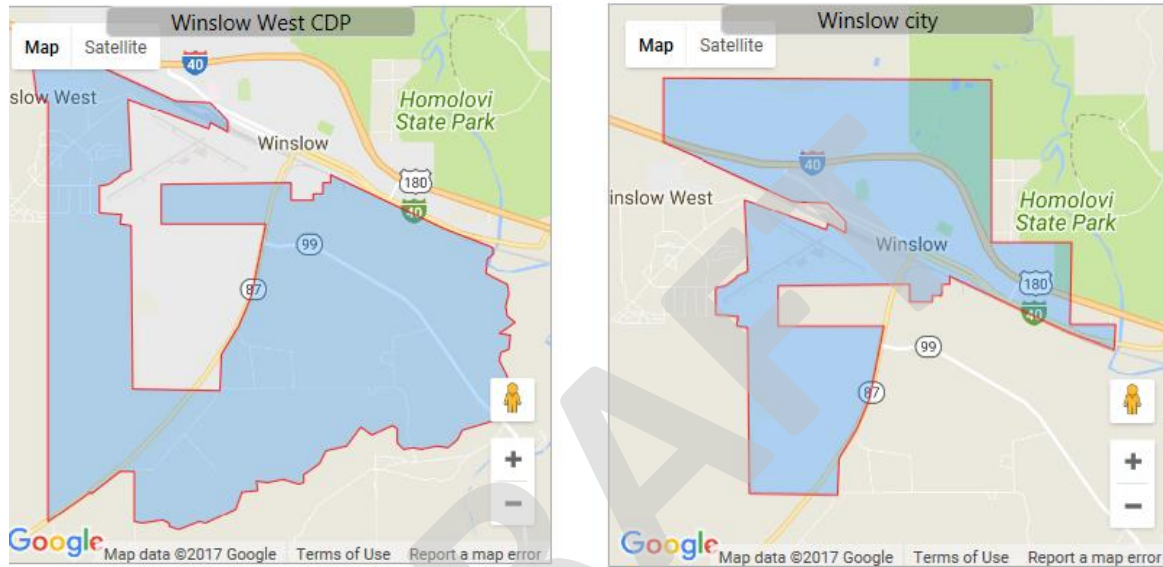 Winslow West CDP
Map Satellite
40
slow West
Homolovi
State Park
Winslow
180
40
99
87
Google
Map data ©2017 Google Terms of Use Report a map error
Winslow city
Map Satellite
40
inslow West
Homolovi
State Park
Winslow
180
40
99
87
Google
Map data ©2017 Google Terms of Use Report a map error